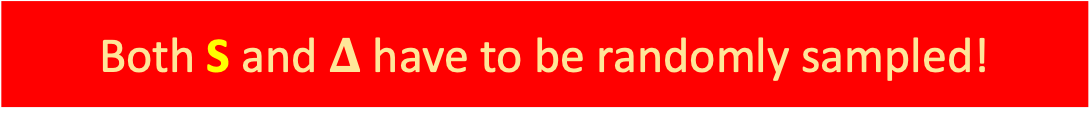 Both S and Δ have to be randomly sampled!